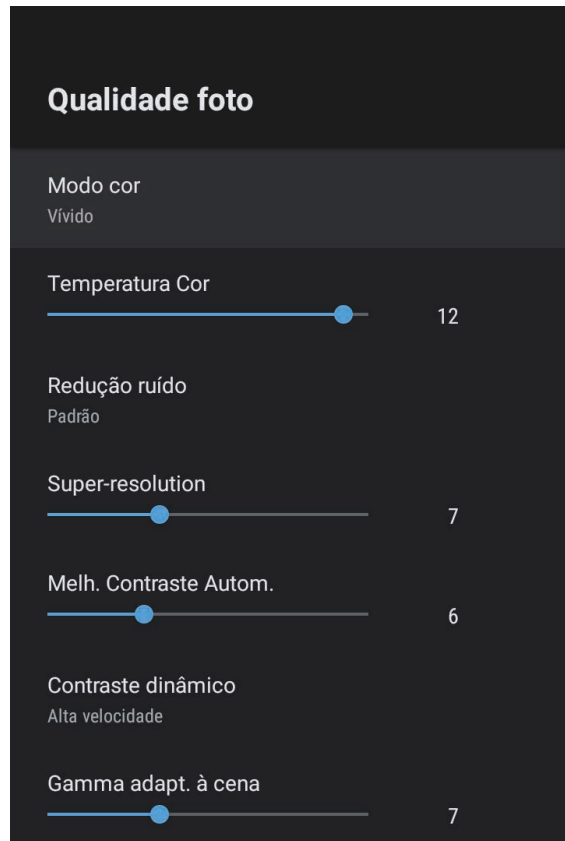 Qualidade foto
Modo cor
Vívido
Temperatura Cor
12
Redução ruído
Padrão
Super-resolution
7
Melh. Contraste Autom.
6
Contraste dinâmico
Alta velocidade
Gamma adapt. à cena
7